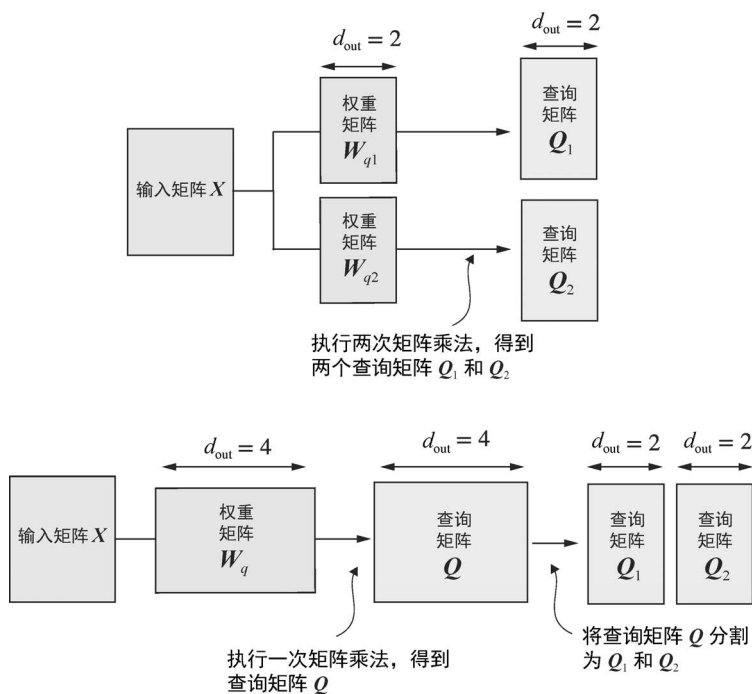 d_out = 2
d_out = 2
权重
矩阵
W_q1
查询
矩阵
Q_1
输入矩阵 X
权重
矩阵
W_q2
查询
矩阵
Q_2
执行两次矩阵乘法，得到
两个查询矩阵 Q_1 和 Q_2
d_out = 4
d_out = 4
d_out = 2
d_out = 2
输入矩阵 X
权重
矩阵
W_q
查询
矩阵
Q
查询
矩阵
Q_1
查询
矩阵
Q_2
执行一次矩阵乘法，得到
查询矩阵 Q
将查询矩阵 Q 分割
为 Q_1 和 Q_2